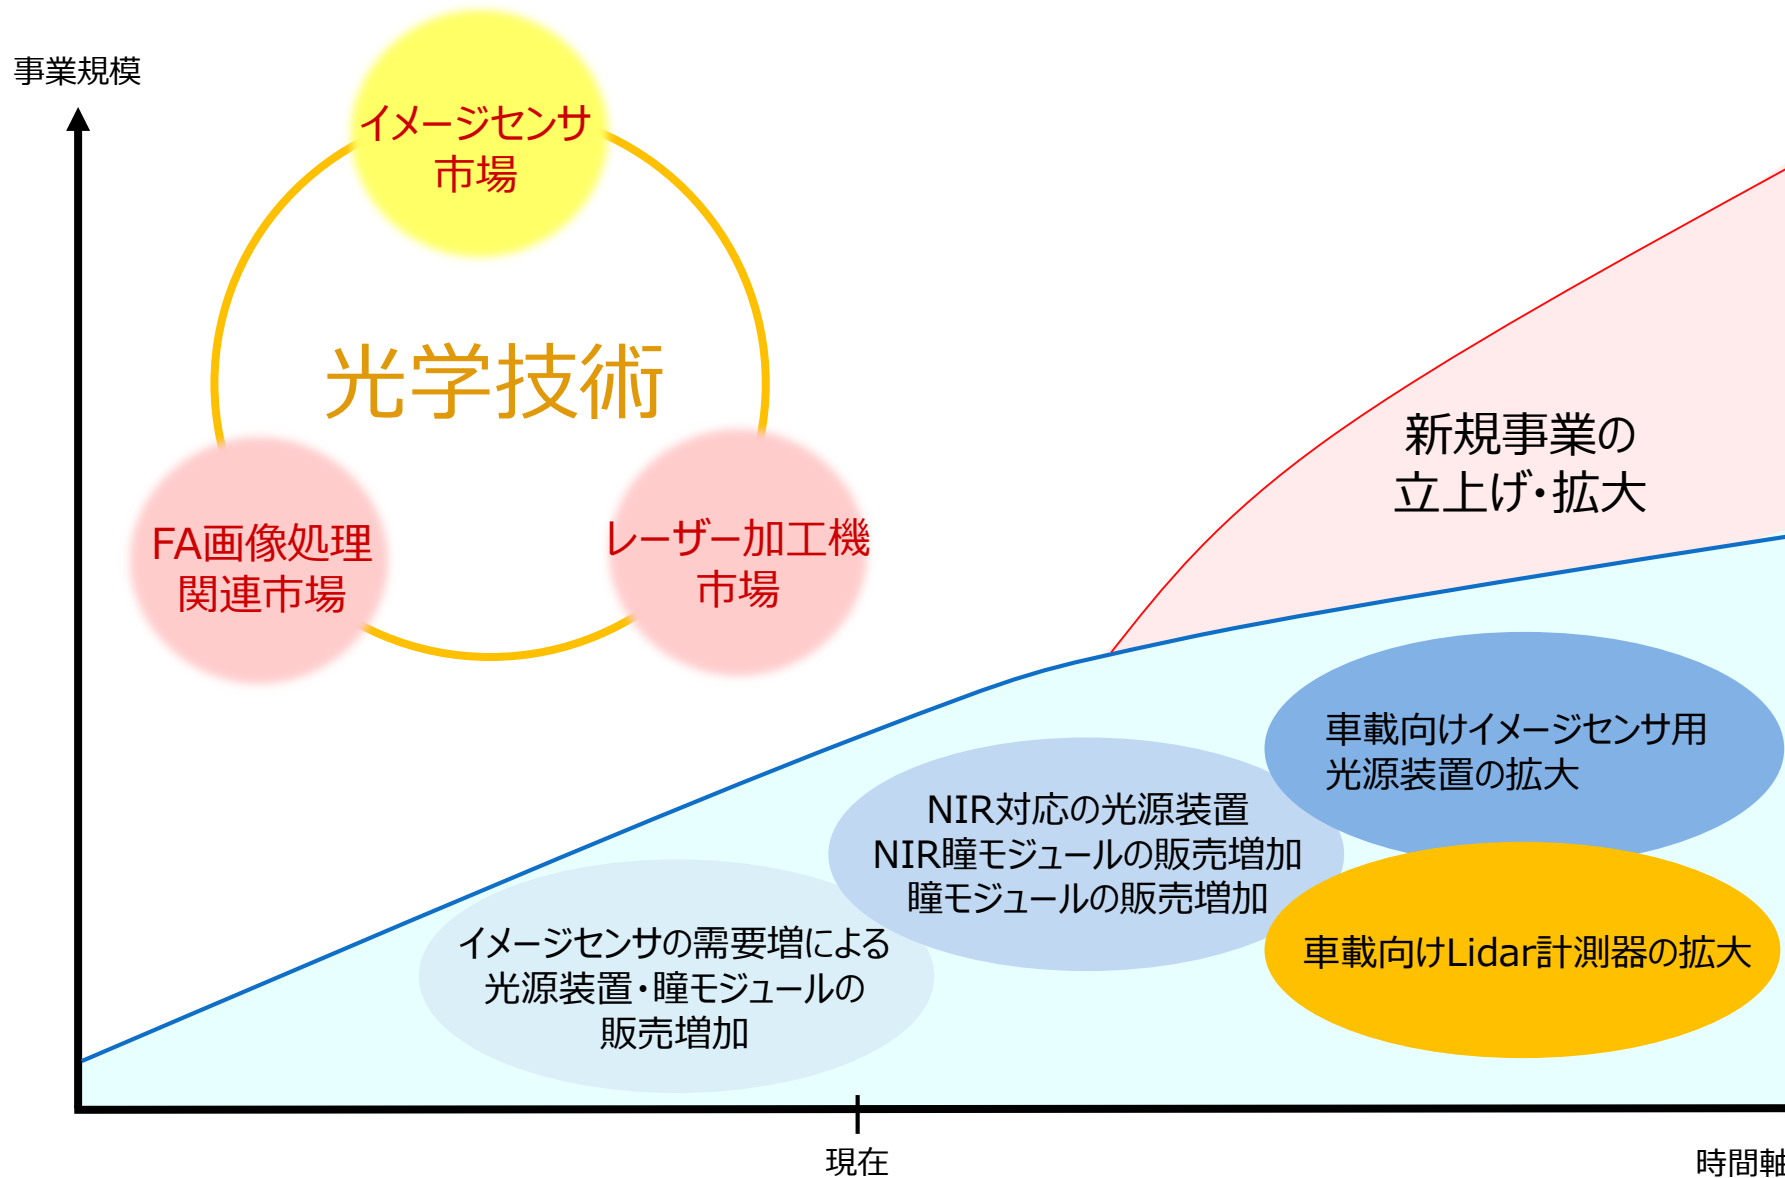 事業規模
イメージセンサ
市場
光学技術
FA画像処理
関連市場
レーザー加工機
市場
新規事業の
立上げ・拡大
車載向けイメージセンサ用
光源装置の拡大
NIR対応の光源装置
NIR瞳モジュールの販売増加
瞳モジュールの販売増加
車載向けLidar計測器の拡大
イメージセンサの需要増による
光源装置・瞳モジュールの
販売増加
現在
時間軸